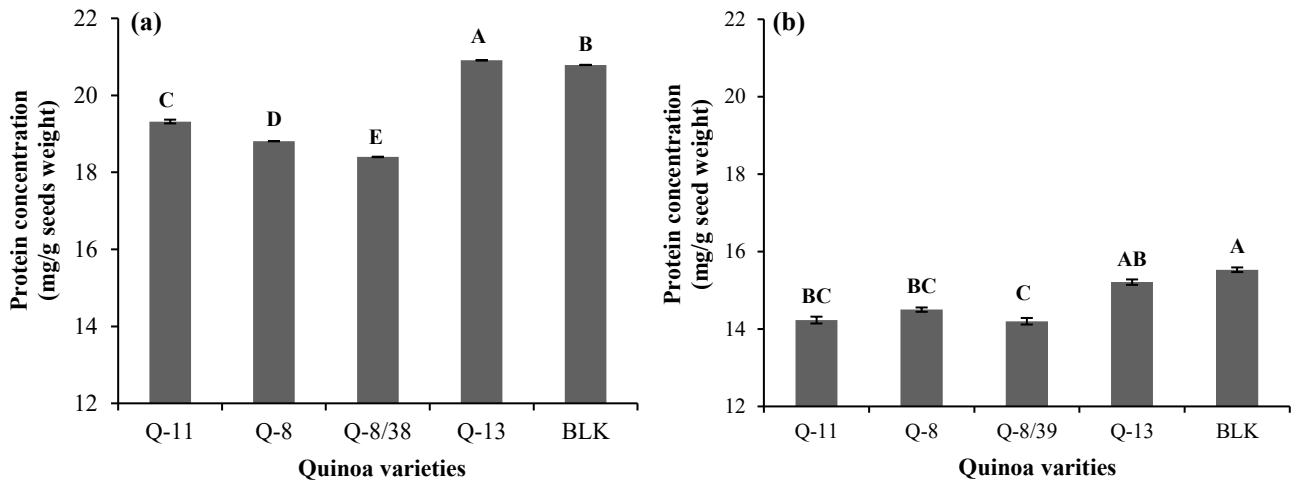 (a)
Protein concentration
(mg/g seeds weight)
22
20
18
16
14
12
C
D
E
A
B
Q-11
Q-8
Q-8/38
Q-13
BLK
Quinoa varieties
(b)
Protein concentration
(mg/g seed weight)
22
20
18
16
14
12
BC
BC
C
AB
A
Q-11
Q-8
Q-8/39
Q-13
BLK
Quinoa varities